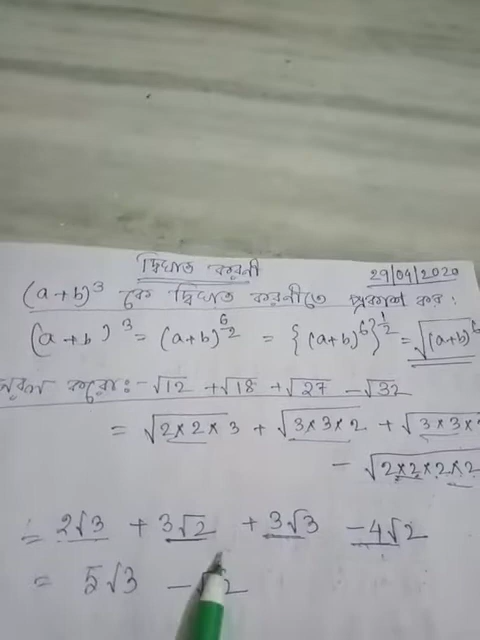 দ্বিঘাত করণী
29/04/2020
(a+b)³ কে দ্বিঘাত করণীতে প্রকাশ কর:
(a+b)³ = (a+b)^6/2 = {(a+b)^6}^1/2 = √(a+b)^6
করো: -√12 + √18 + √27 - √32
= √2×2×3 + √3×3×2 + √3×3×
- √2×2×2×2
= 2√3 + 3√2 + 3√3 - 4√2
= 5√3 - √2